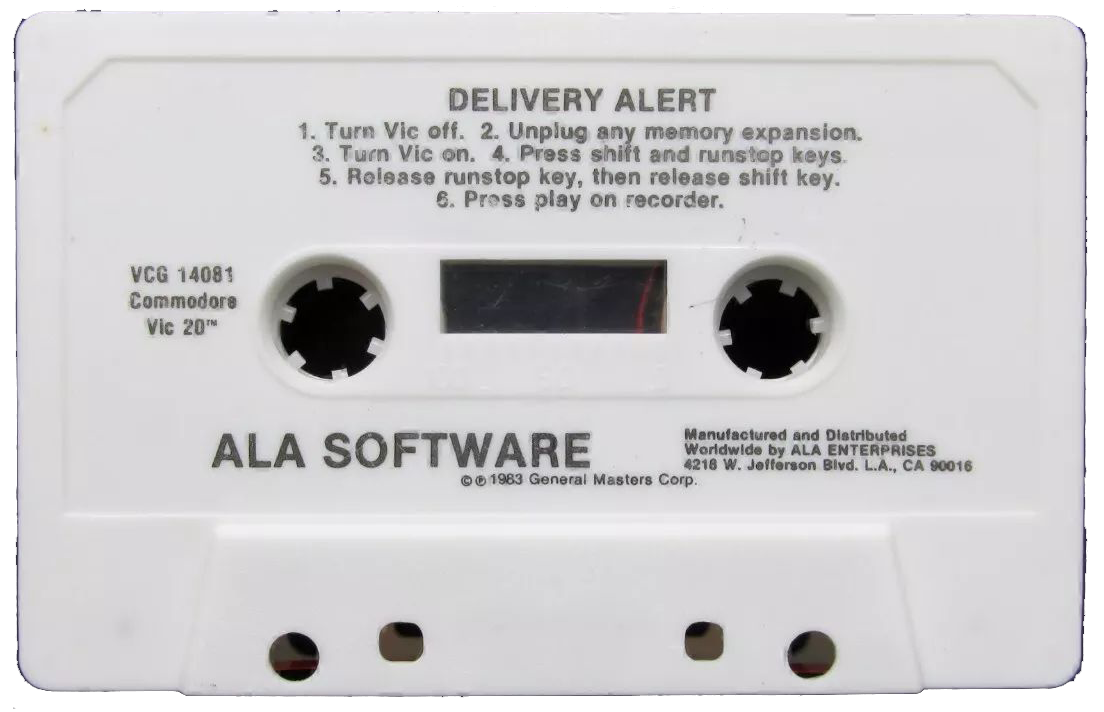 DELIVERY ALERT
1. Turn Vic off. 2. Unplug any memory expansion.
3. Turn Vic on. 4. Press shift and runstop keys.
5. Release runstop key, then release shift key.
6. Press play on recorder.
VCG 14081
Commodore
Vic 20™
ALA SOFTWARE
©℗1983 General Masters Corp.
Manufactured and Distributed
Worldwide by ALA ENTERPRISES
4216 W. Jefferson Blvd. L.A., CA 90016